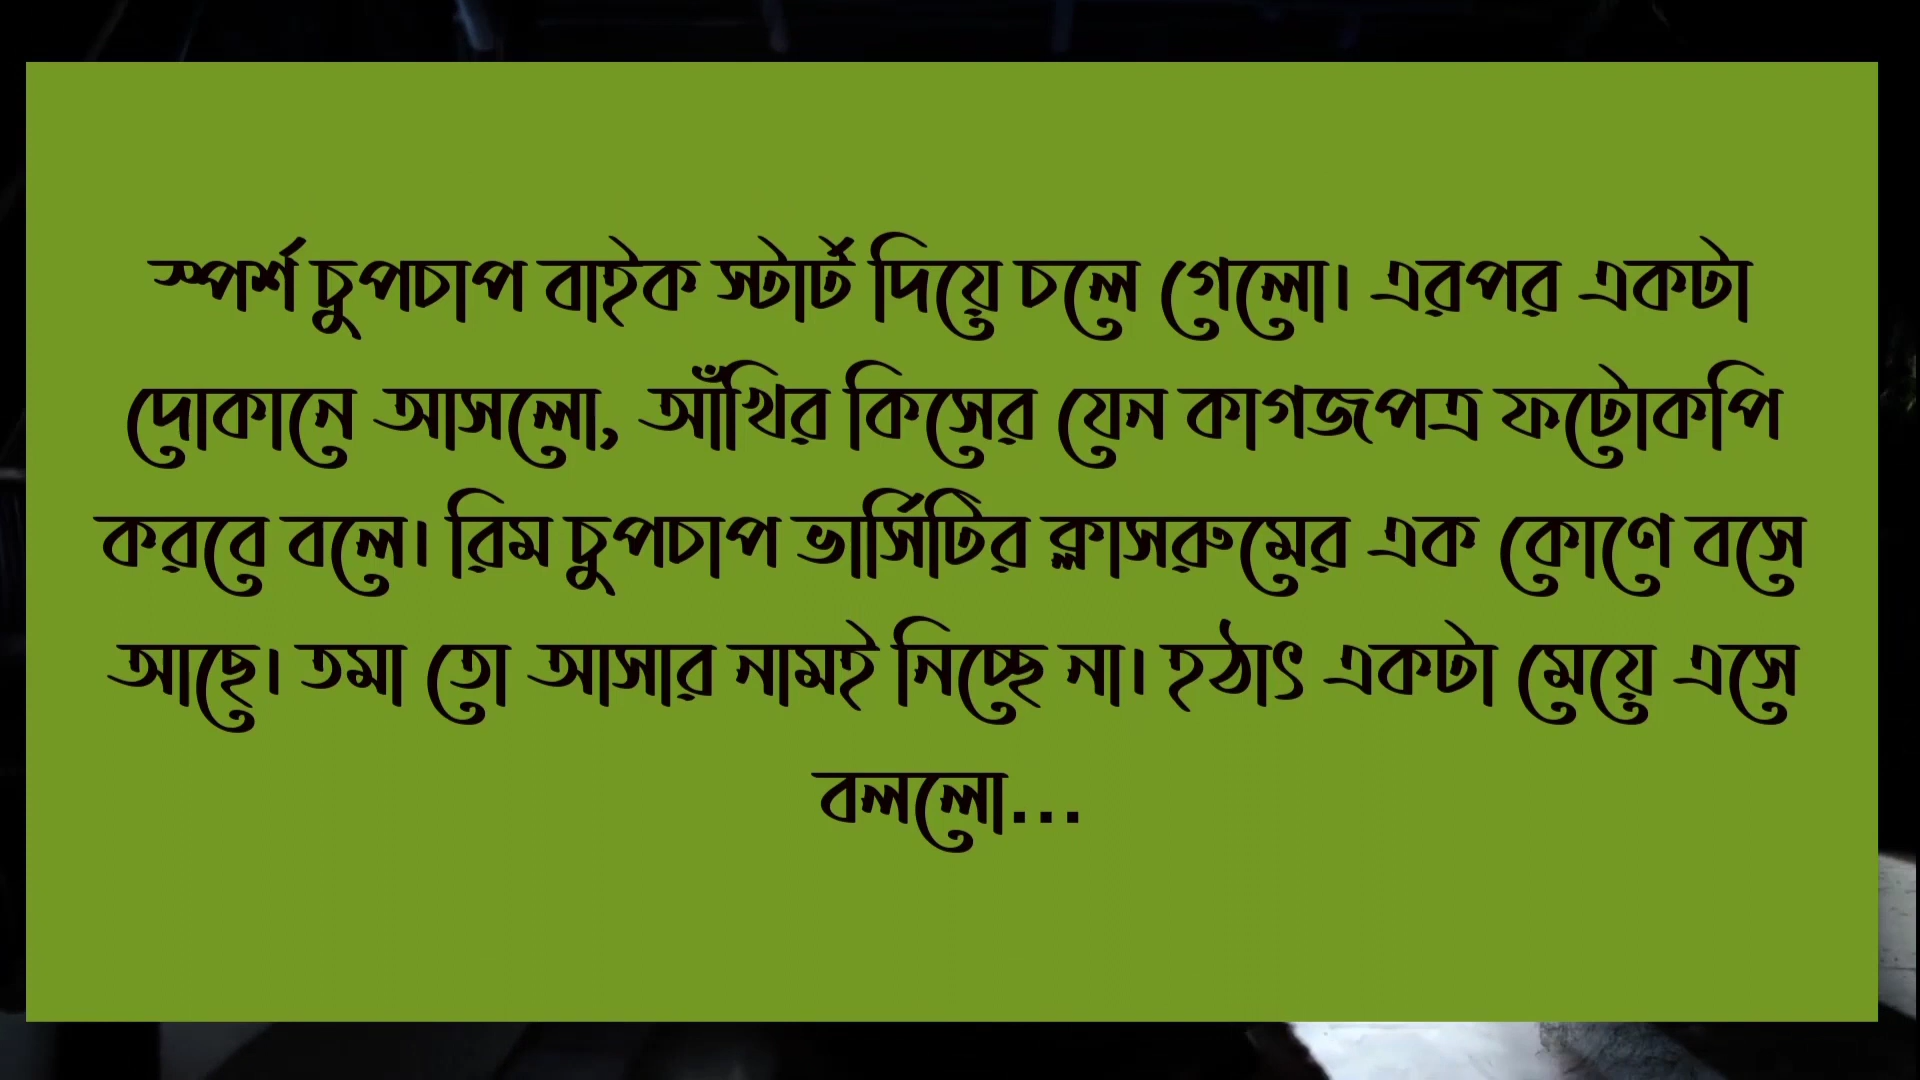 স্পর্শ চুপচাপ বাইক স্টার্ট দিয়ে চলে গেলো। এরপর একটা
দোকানে আসলো, আঁখির কিসের যেন কাগজপত্র ফটোকপি
করবে বলে। রিম চুপচাপ ভার্সিটির ক্লাসরুমের এক কোণে বসে
আছে। তমা তো আসার নামই নিচ্ছে না। হঠাৎ একটা মেয়ে এসে
বললো...